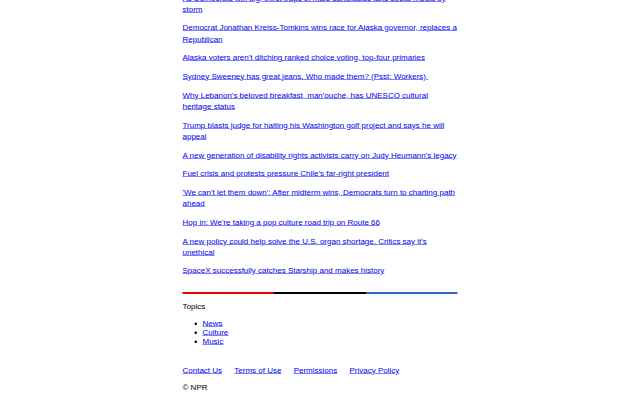 storm
Democrat Jonathan Kreiss-Tomkins wins race for Alaska governor, replaces a
Republican
Alaska voters aren't ditching ranked choice voting, top-four primaries
Sydney Sweeney has great jeans. Who made them? (Psst: Workers).
Why Lebanon's beloved breakfast, man'ouche, has UNESCO cultural
heritage status
Trump blasts judge for halting his Washington golf project and says he will
appeal
A new generation of disability rights activists carry on Judy Heumann's legacy
Fuel crisis and protests pressure Chile's far-right president
'We can't let them down': After midterm wins, Democrats turn to charting path
ahead
Hop in: We're taking a pop culture road trip on Route 66
A new policy could help solve the U.S. organ shortage. Critics say it's
unethical
SpaceX successfully catches Starship and makes history
Topics
News
Culture
Music
Contact Us Terms of Use Permissions Privacy Policy
© NPR